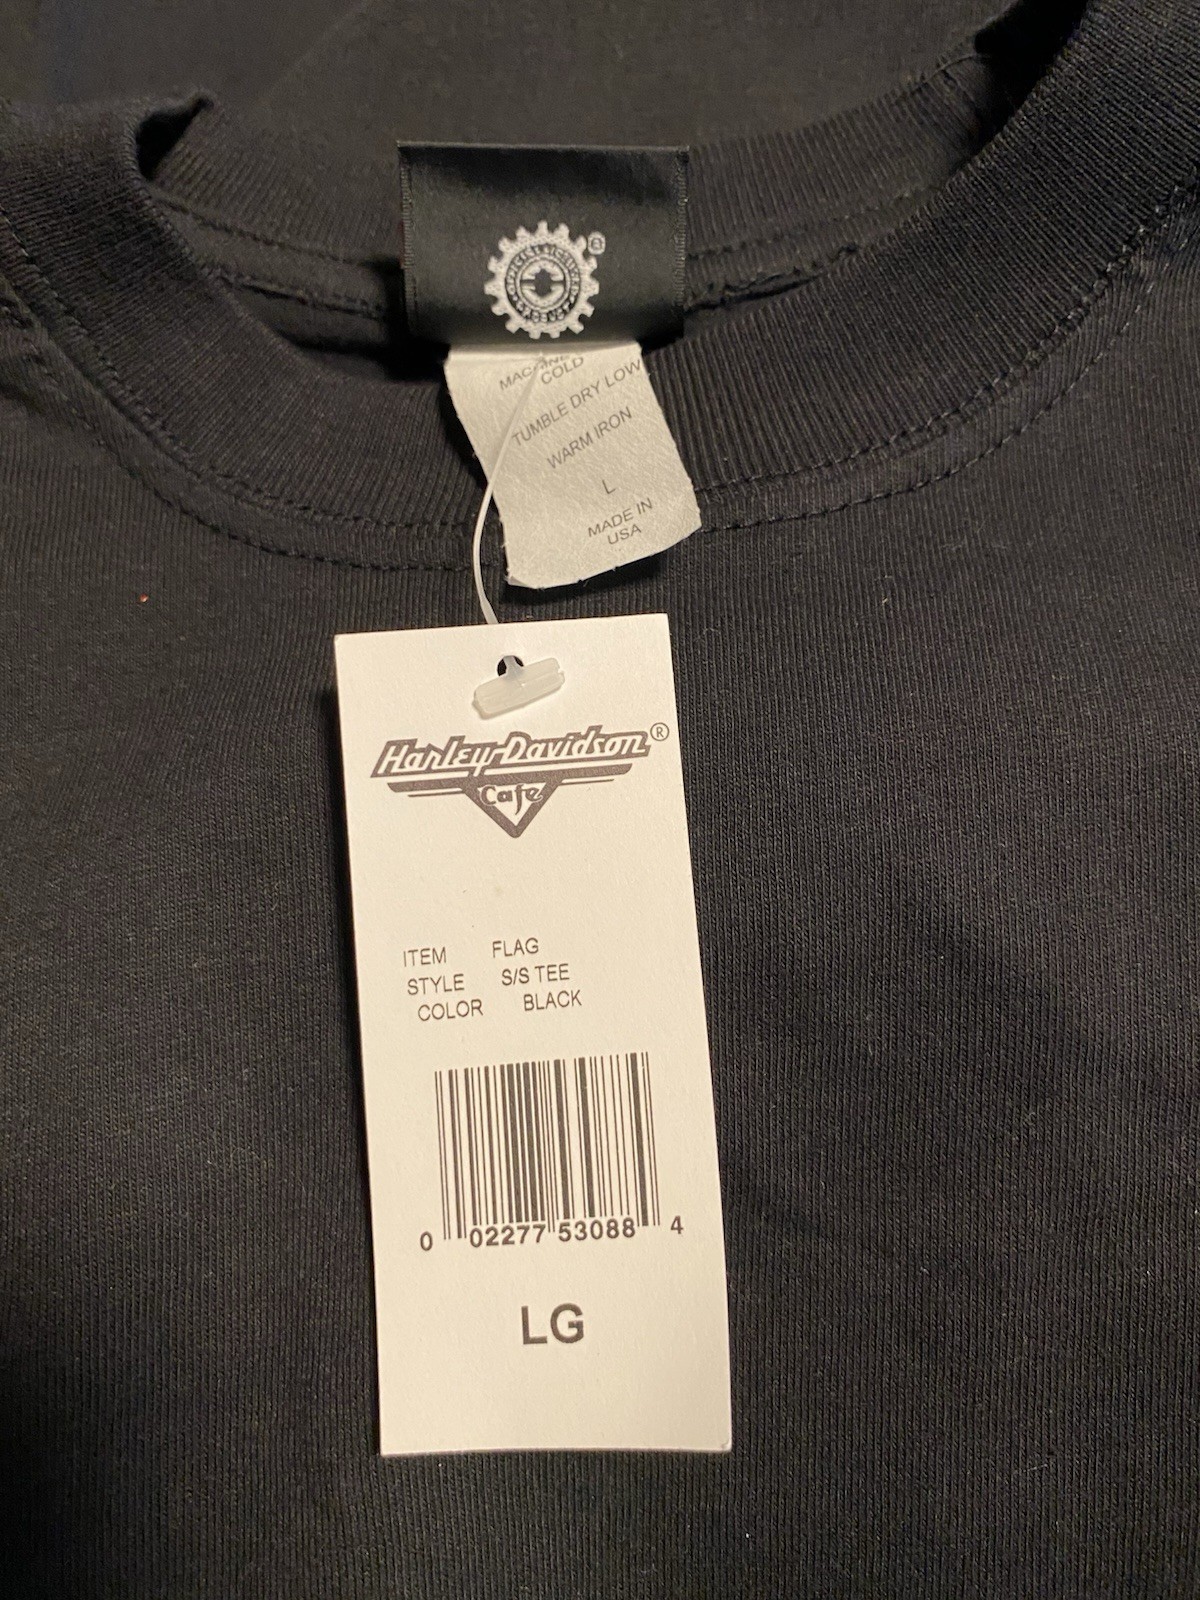 ®
MACHINE
COLD
TUMBLE DRY LOW
WARM IRON
L
MADE IN
USA
Harley-Davidson®
Cafe
ITEM FLAG
STYLE S/S TEE
COLOR BLACK
0 02277 53088 4
LG